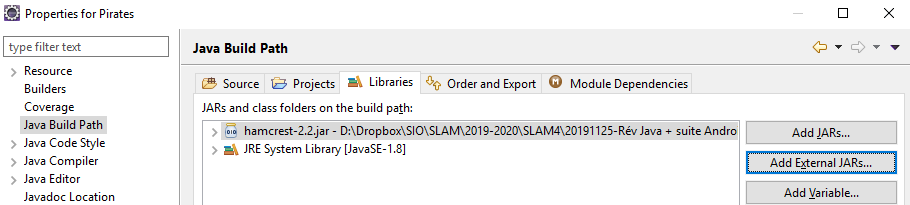 Properties for Pirates
type filter text
Resource
Builders
Coverage
Java Build Path
Java Code Style
Java Compiler
Java Editor
Javadoc Location
Java Build Path
Source Projects Libraries Order and Export Module Dependencies
JARs and class folders on the build path:
hamcrest-2.2.jar - D:\Dropbox\SIO\SLAM\2019-2020\SLAM4\20191125-Rév Java + suite Andro
JRE System Library [JavaSE-1.8]
Add JARs...
Add External JARs...
Add Variable...